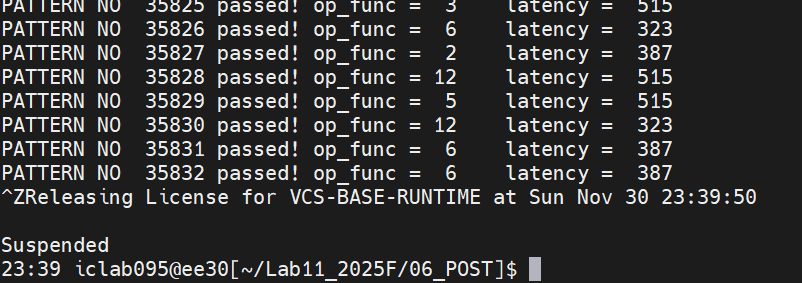 PATTERN NO  35825 passed! op_func =  3    latency =  515
PATTERN NO  35826 passed! op_func =  6    latency =  323
PATTERN NO  35827 passed! op_func =  2    latency =  387
PATTERN NO  35828 passed! op_func = 12    latency =  515
PATTERN NO  35829 passed! op_func =  5    latency =  515
PATTERN NO  35830 passed! op_func = 12    latency =  323
PATTERN NO  35831 passed! op_func =  6    latency =  387
PATTERN NO  35832 passed! op_func =  6    latency =  387
^ZReleasing License for VCS-BASE-RUNTIME at Sun Nov 30 23:39:50
Suspended
23:39 iclab095@ee30[~/Lab11_2025F/06_POST]$